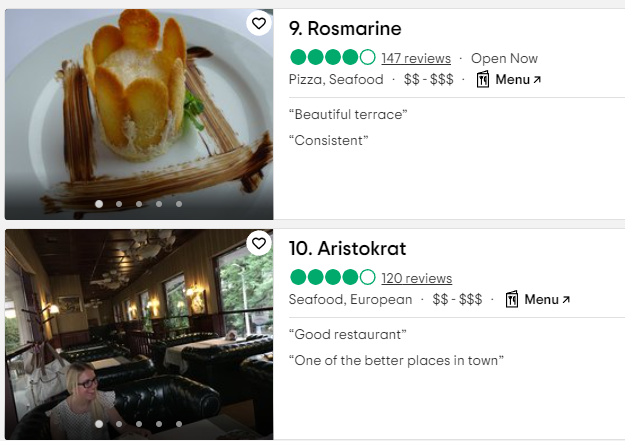 9. Rosmarine
147 reviews · Open Now
Pizza, Seafood · $$ - $$$ · Menu
“Beautiful terrace”
“Consistent”
10. Aristokrat
120 reviews
Seafood, European · $$ - $$$ · Menu
“Good restaurant”
“One of the better places in town”